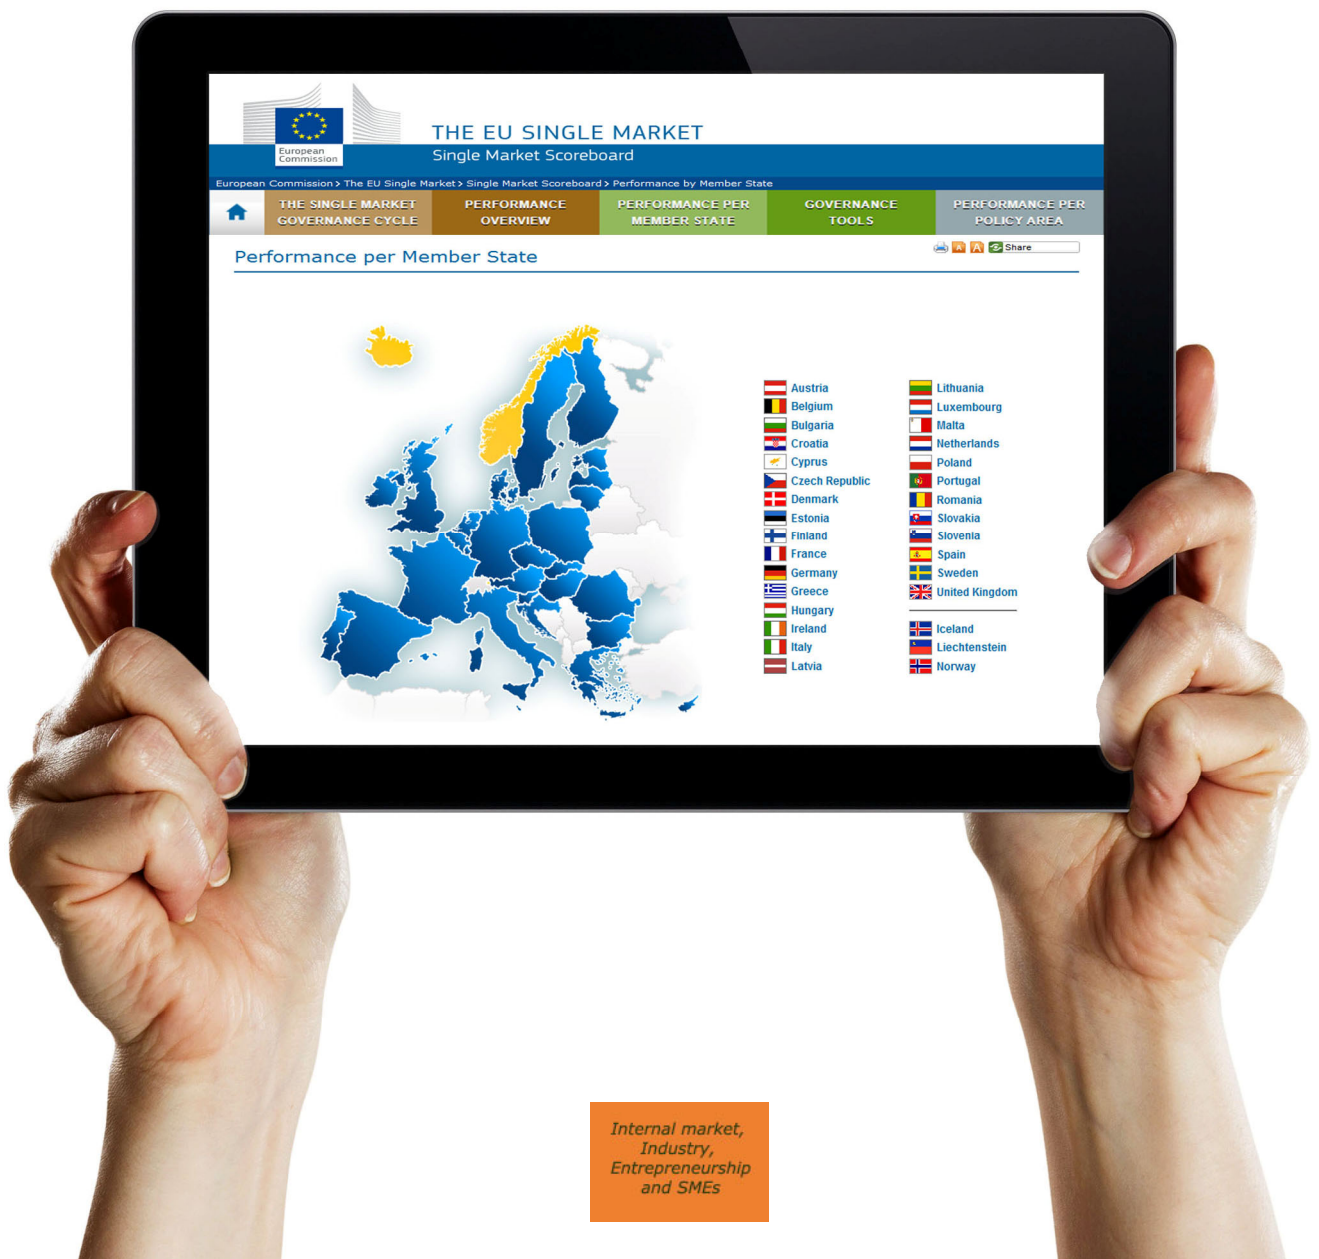 THE EU SINGLE MARKET
European
Commission
Single Market Scoreboard
European Commission > The EU Single Market > Single Market Scoreboard > Performance by Member State
THE SINGLE MARKET
GOVERNANCE CYCLE
PERFORMANCE
OVERVIEW
PERFORMANCE PER
MEMBER STATE
GOVERNANCE
TOOLS
PERFORMANCE PER
POLICY AREA
A
A
Share
Performance per Member State
Austria
Belgium
Bulgaria
Croatia
Cyprus
Czech Republic
Denmark
Estonia
Finland
France
Germany
Greece
Hungary
Ireland
Italy
Latvia
Lithuania
Luxembourg
Malta
Netherlands
Poland
Portugal
Romania
Slovakia
Slovenia
Spain
Sweden
United Kingdom
Iceland
Liechtenstein
Norway
Internal market,
Industry,
Entrepreneurship
and SMEs